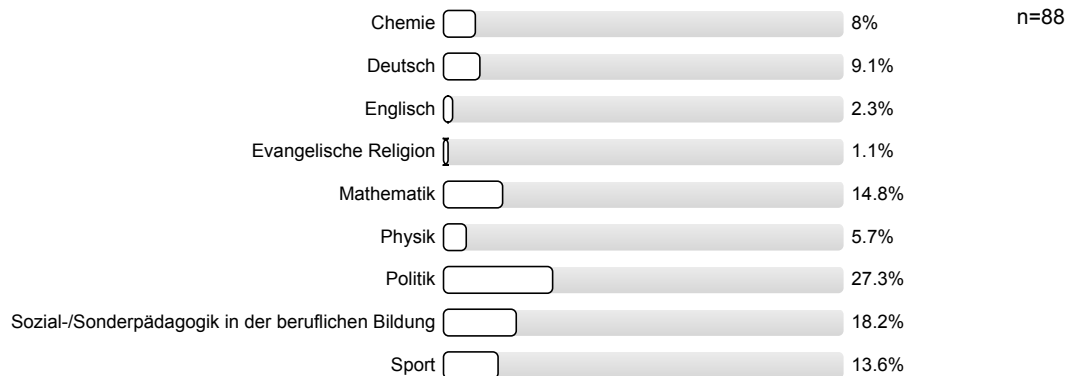 Chemie 8% n=88
Deutsch 9.1%
Englisch 2.3%
Evangelische Religion 1.1%
Mathematik 14.8%
Physik 5.7%
Politik 27.3%
Sozial-/Sonderpädagogik in der beruflichen Bildung 18.2%
Sport 13.6%